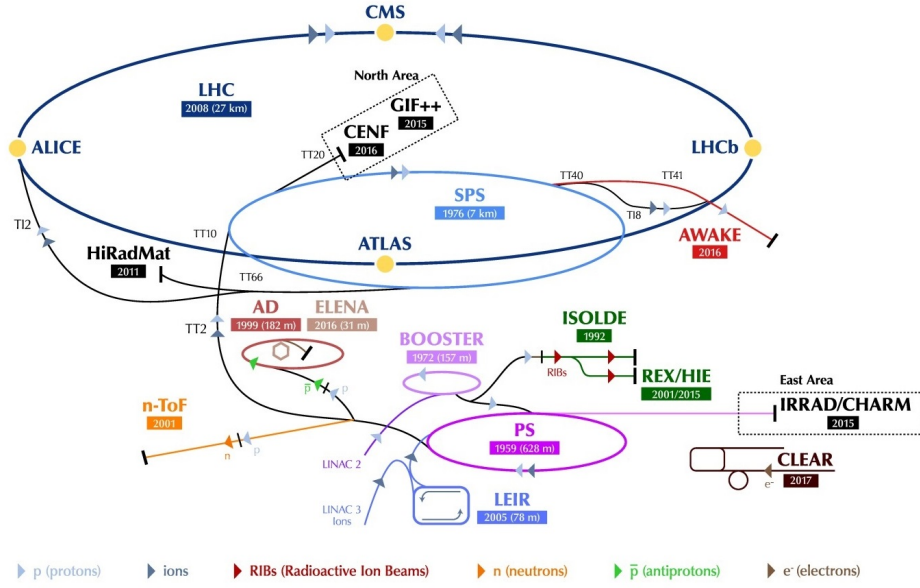 CMS
North Area
LHC
2008 (27 km)
GIF++
2015
CENF
2016
ALICE
LHCb
TT20
TT40
TT41
SPS
1976 (7 km)
TI8
TI2
TT10
ATLAS
AWAKE
2016
HiRadMat
2011
TT66
AD
1999 (182 m)
ELENA
2016 (31 m)
TT2
BOOSTER
1972 (157 m)
ISOLDE
1992
RIBs
REX/HIE
2001/2015
East Area
p̅
p
n-ToF
2001
IRRAD/CHARM
2015
PS
1959 (628 m)
n
p
LINAC 2
CLEAR
2017
e-
LEIR
2005 (78 m)
LINAC 3
Ions
p (protons)
ions
RIBs (Radioactive Ion Beams)
n (neutrons)
p̅ (antiprotons)
e- (electrons)